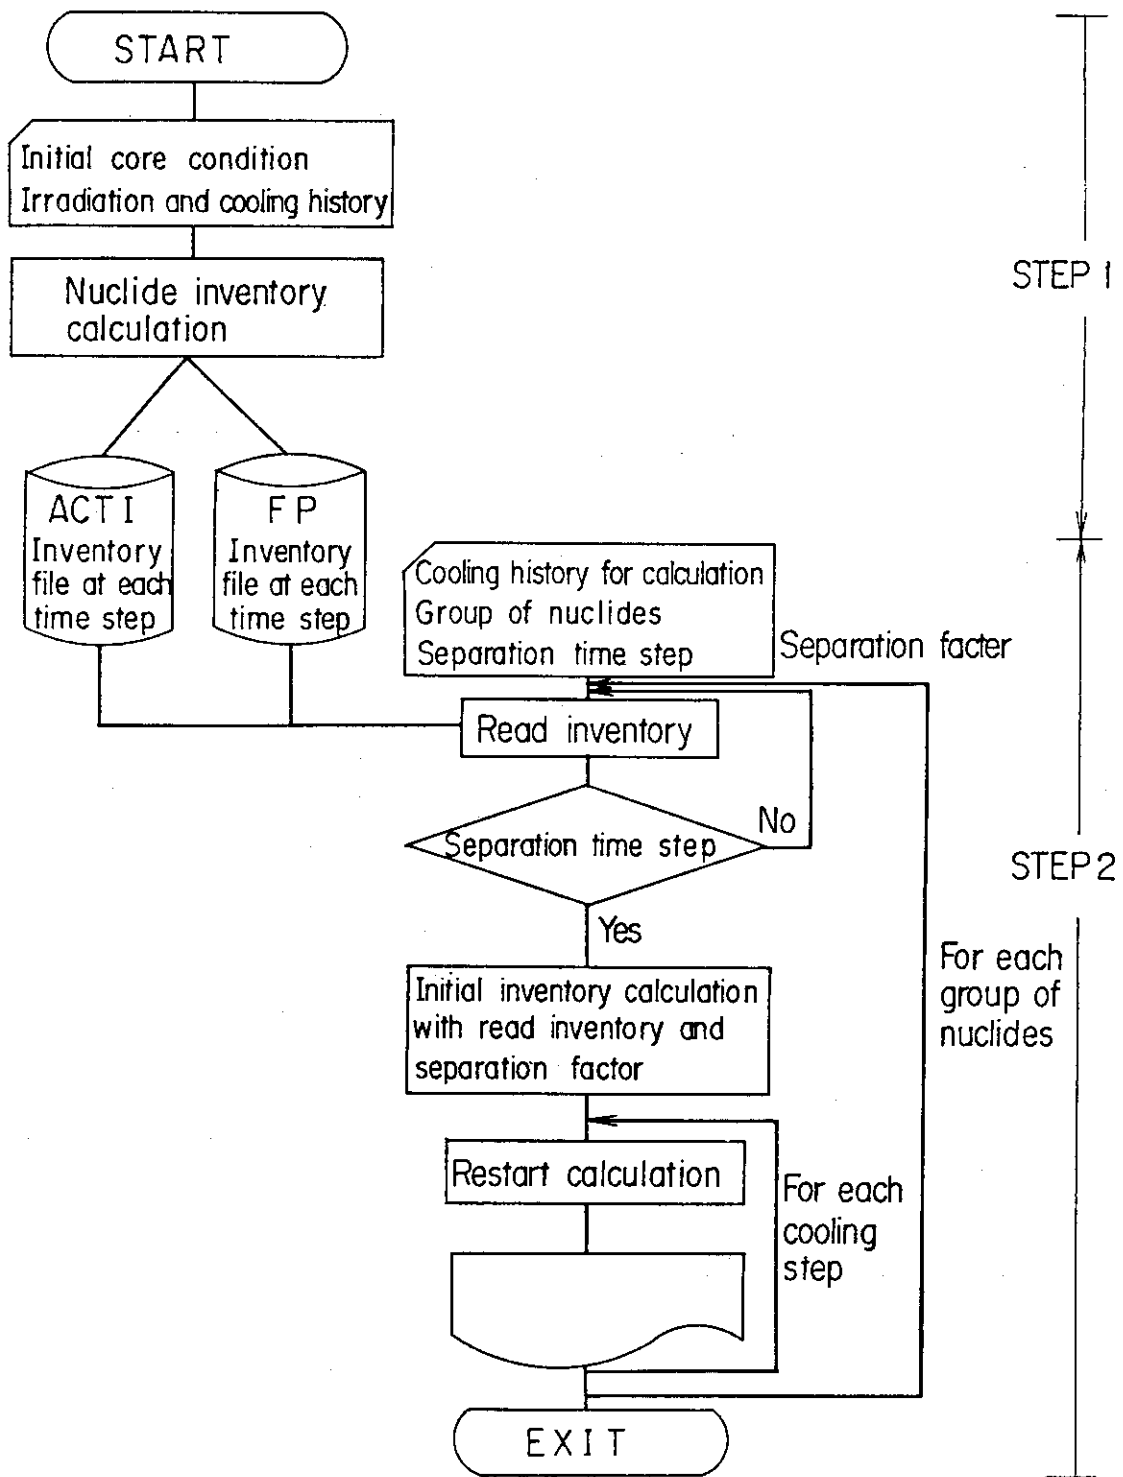 START
Initial core condition
Irradiation and cooling history
Nuclide inventory
calculation
STEP 1
ACTI
Inventory
file at each
time step
FP
Inventory
file at each
time step
Cooling history for calculation
Group of nuclides
Separation time step
Separation facter
Read inventory
Separation time step
No
Yes
STEP 2
Initial inventory calculation
with read inventory and
separation factor
For each
group of
nuclides
Restart calculation
For each
cooling
step
EXIT